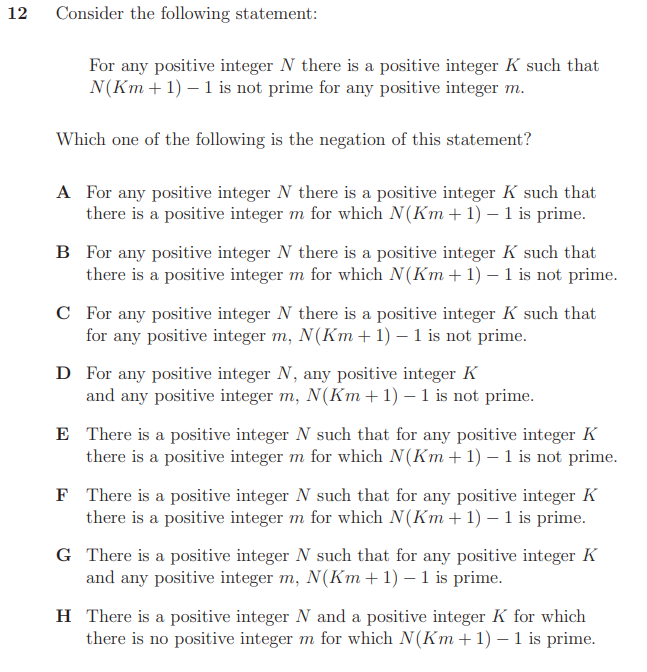 12 Consider the following statement:
For any positive integer N there is a positive integer K such that
N(Km + 1) − 1 is not prime for any positive integer m.
Which one of the following is the negation of this statement?
A For any positive integer N there is a positive integer K such that
there is a positive integer m for which N(Km + 1) − 1 is prime.
B For any positive integer N there is a positive integer K such that
there is a positive integer m for which N(Km + 1) − 1 is not prime.
C For any positive integer N there is a positive integer K such that
for any positive integer m, N(Km + 1) − 1 is not prime.
D For any positive integer N, any positive integer K
and any positive integer m, N(Km + 1) − 1 is not prime.
E There is a positive integer N such that for any positive integer K
there is a positive integer m for which N(Km + 1) − 1 is not prime.
F There is a positive integer N such that for any positive integer K
there is a positive integer m for which N(Km + 1) − 1 is prime.
G There is a positive integer N such that for any positive integer K
and any positive integer m, N(Km + 1) − 1 is prime.
H There is a positive integer N and a positive integer K for which
there is no positive integer m for which N(Km + 1) − 1 is prime.